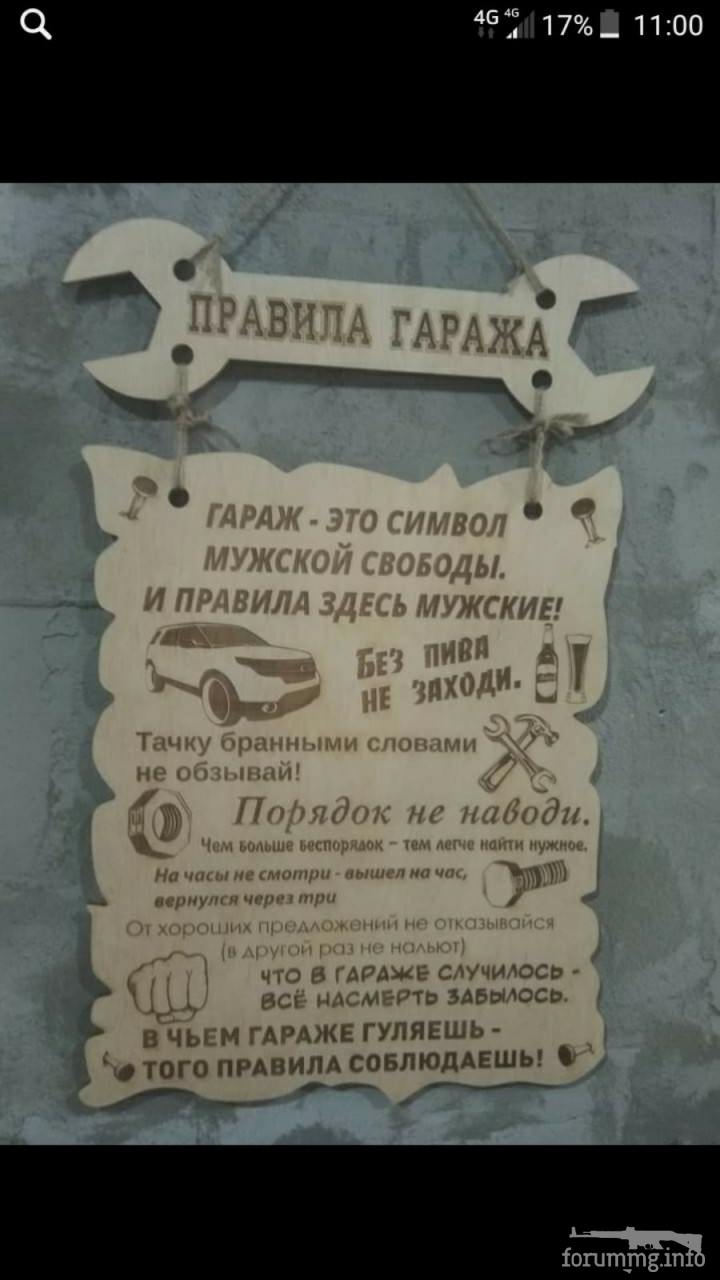 4G 4G 17% 11:00
ПРАВИЛА ГАРАЖА
ГАРАЖ - ЭТО СИМВОЛ
МУЖСКОЙ СВОБОДЫ.
И ПРАВИЛА ЗДЕСЬ МУЖСКИЕ!
БЕЗ ПИВА
НЕ ЗАХОДИ.
Тачку бранными словами
не обзывай!
Порядок не наводи.
Чем больше беспорядок – тем легче найти нужное.
На часы не смотри - вышел на час,
вернулся через три
От хороших предложений не отказывайся
(в другой раз не нальют)
ЧТО В ГАРАЖЕ СЛУЧИЛОСЬ -
ВСЁ НАСМЕРТЬ ЗАБЫЛОСЬ.
В ЧЬЕМ ГАРАЖЕ ГУЛЯЕШЬ -
ТОГО ПРАВИЛА СОБЛЮДАЕШЬ!
forummg.info